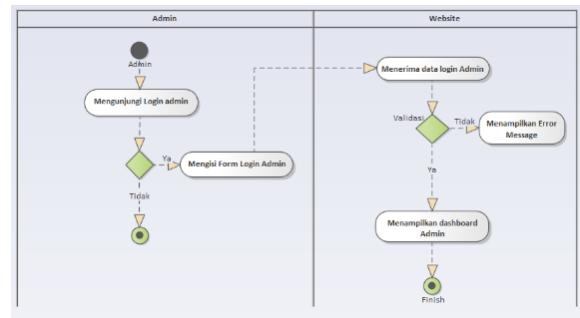 Admin
Website
Admin
Mengunjungi Login admin
Ya
Mengisi Form Login Admin
Tidak
Menerima data login Admin
Validasi
Tidak
Menampilkan Error
Message
Ya
Menampilkan dashboard
Admin
Finish